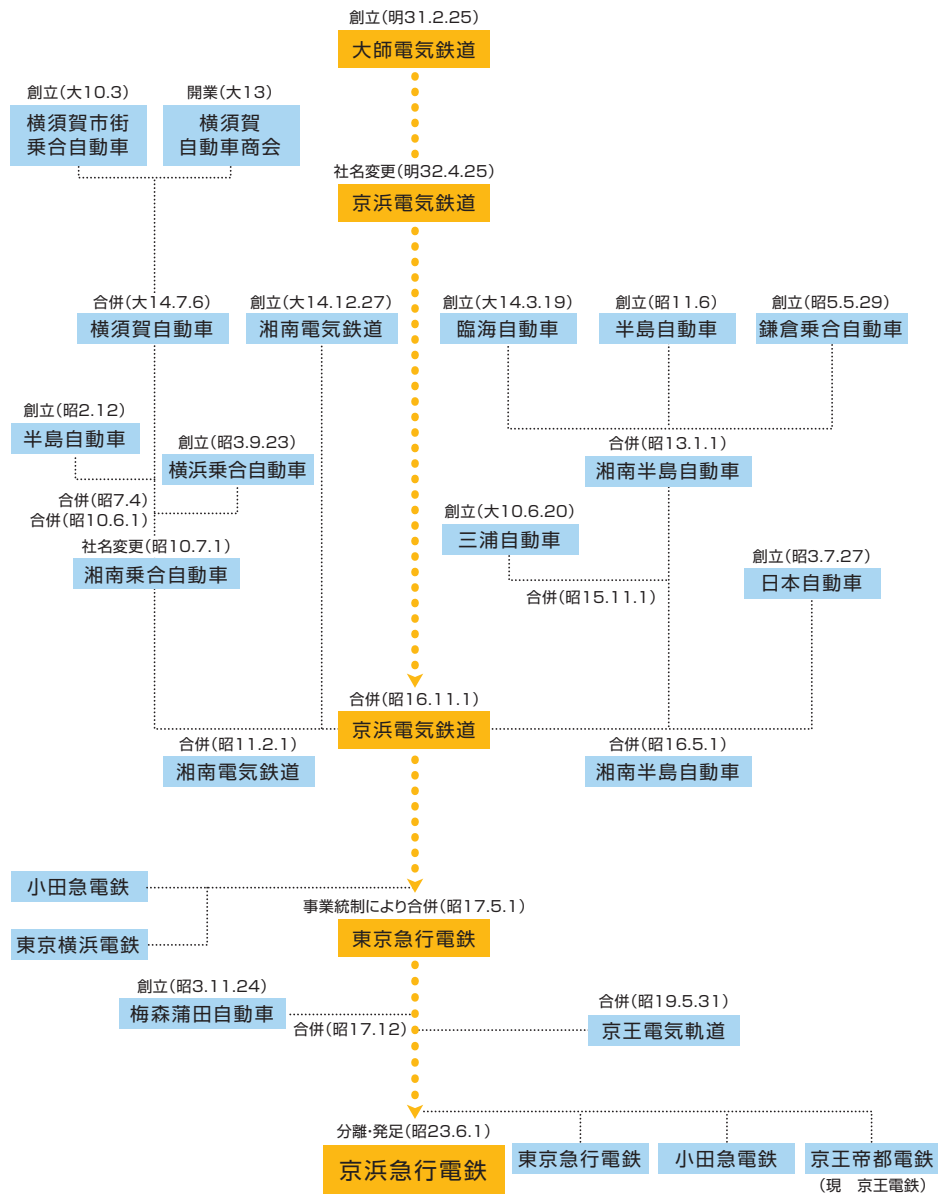 創立(明31.2.25)
大師電気鉄道
創立(大10.3)
横須賀市街
乗合自動車
開業(大13)
横須賀
自動車商会
社名変更(明32.4.25)
京浜電気鉄道
合併(大14.7.6)
横須賀自動車
創立(大14.12.27)
湘南電気鉄道
創立(大14.3.19)
臨海自動車
創立(昭11.6)
半島自動車
創立(昭5.5.29)
鎌倉乗合自動車
創立(昭2.12)
半島自動車
創立(昭3.9.23)
横浜乗合自動車
合併(昭13.1.1)
湘南半島自動車
合併(昭7.4)
合併(昭10.6.1)
社名変更(昭10.7.1)
湘南乗合自動車
創立(大10.6.20)
三浦自動車
創立(昭3.7.27)
日本自動車
合併(昭15.11.1)
合併(昭16.11.1)
京浜電気鉄道
合併(昭11.2.1)
湘南電気鉄道
合併(昭16.5.1)
湘南半島自動車
小田急電鉄
東京横浜電鉄
事業統制により合併(昭17.5.1)
東京急行電鉄
創立(昭3.11.24)
梅森蒲田自動車
合併(昭17.12)
合併(昭19.5.31)
京王電気軌道
分離・発足(昭23.6.1)
京浜急行電鉄
東京急行電鉄
小田急電鉄
京王帝都電鉄
(現　京王電鉄)